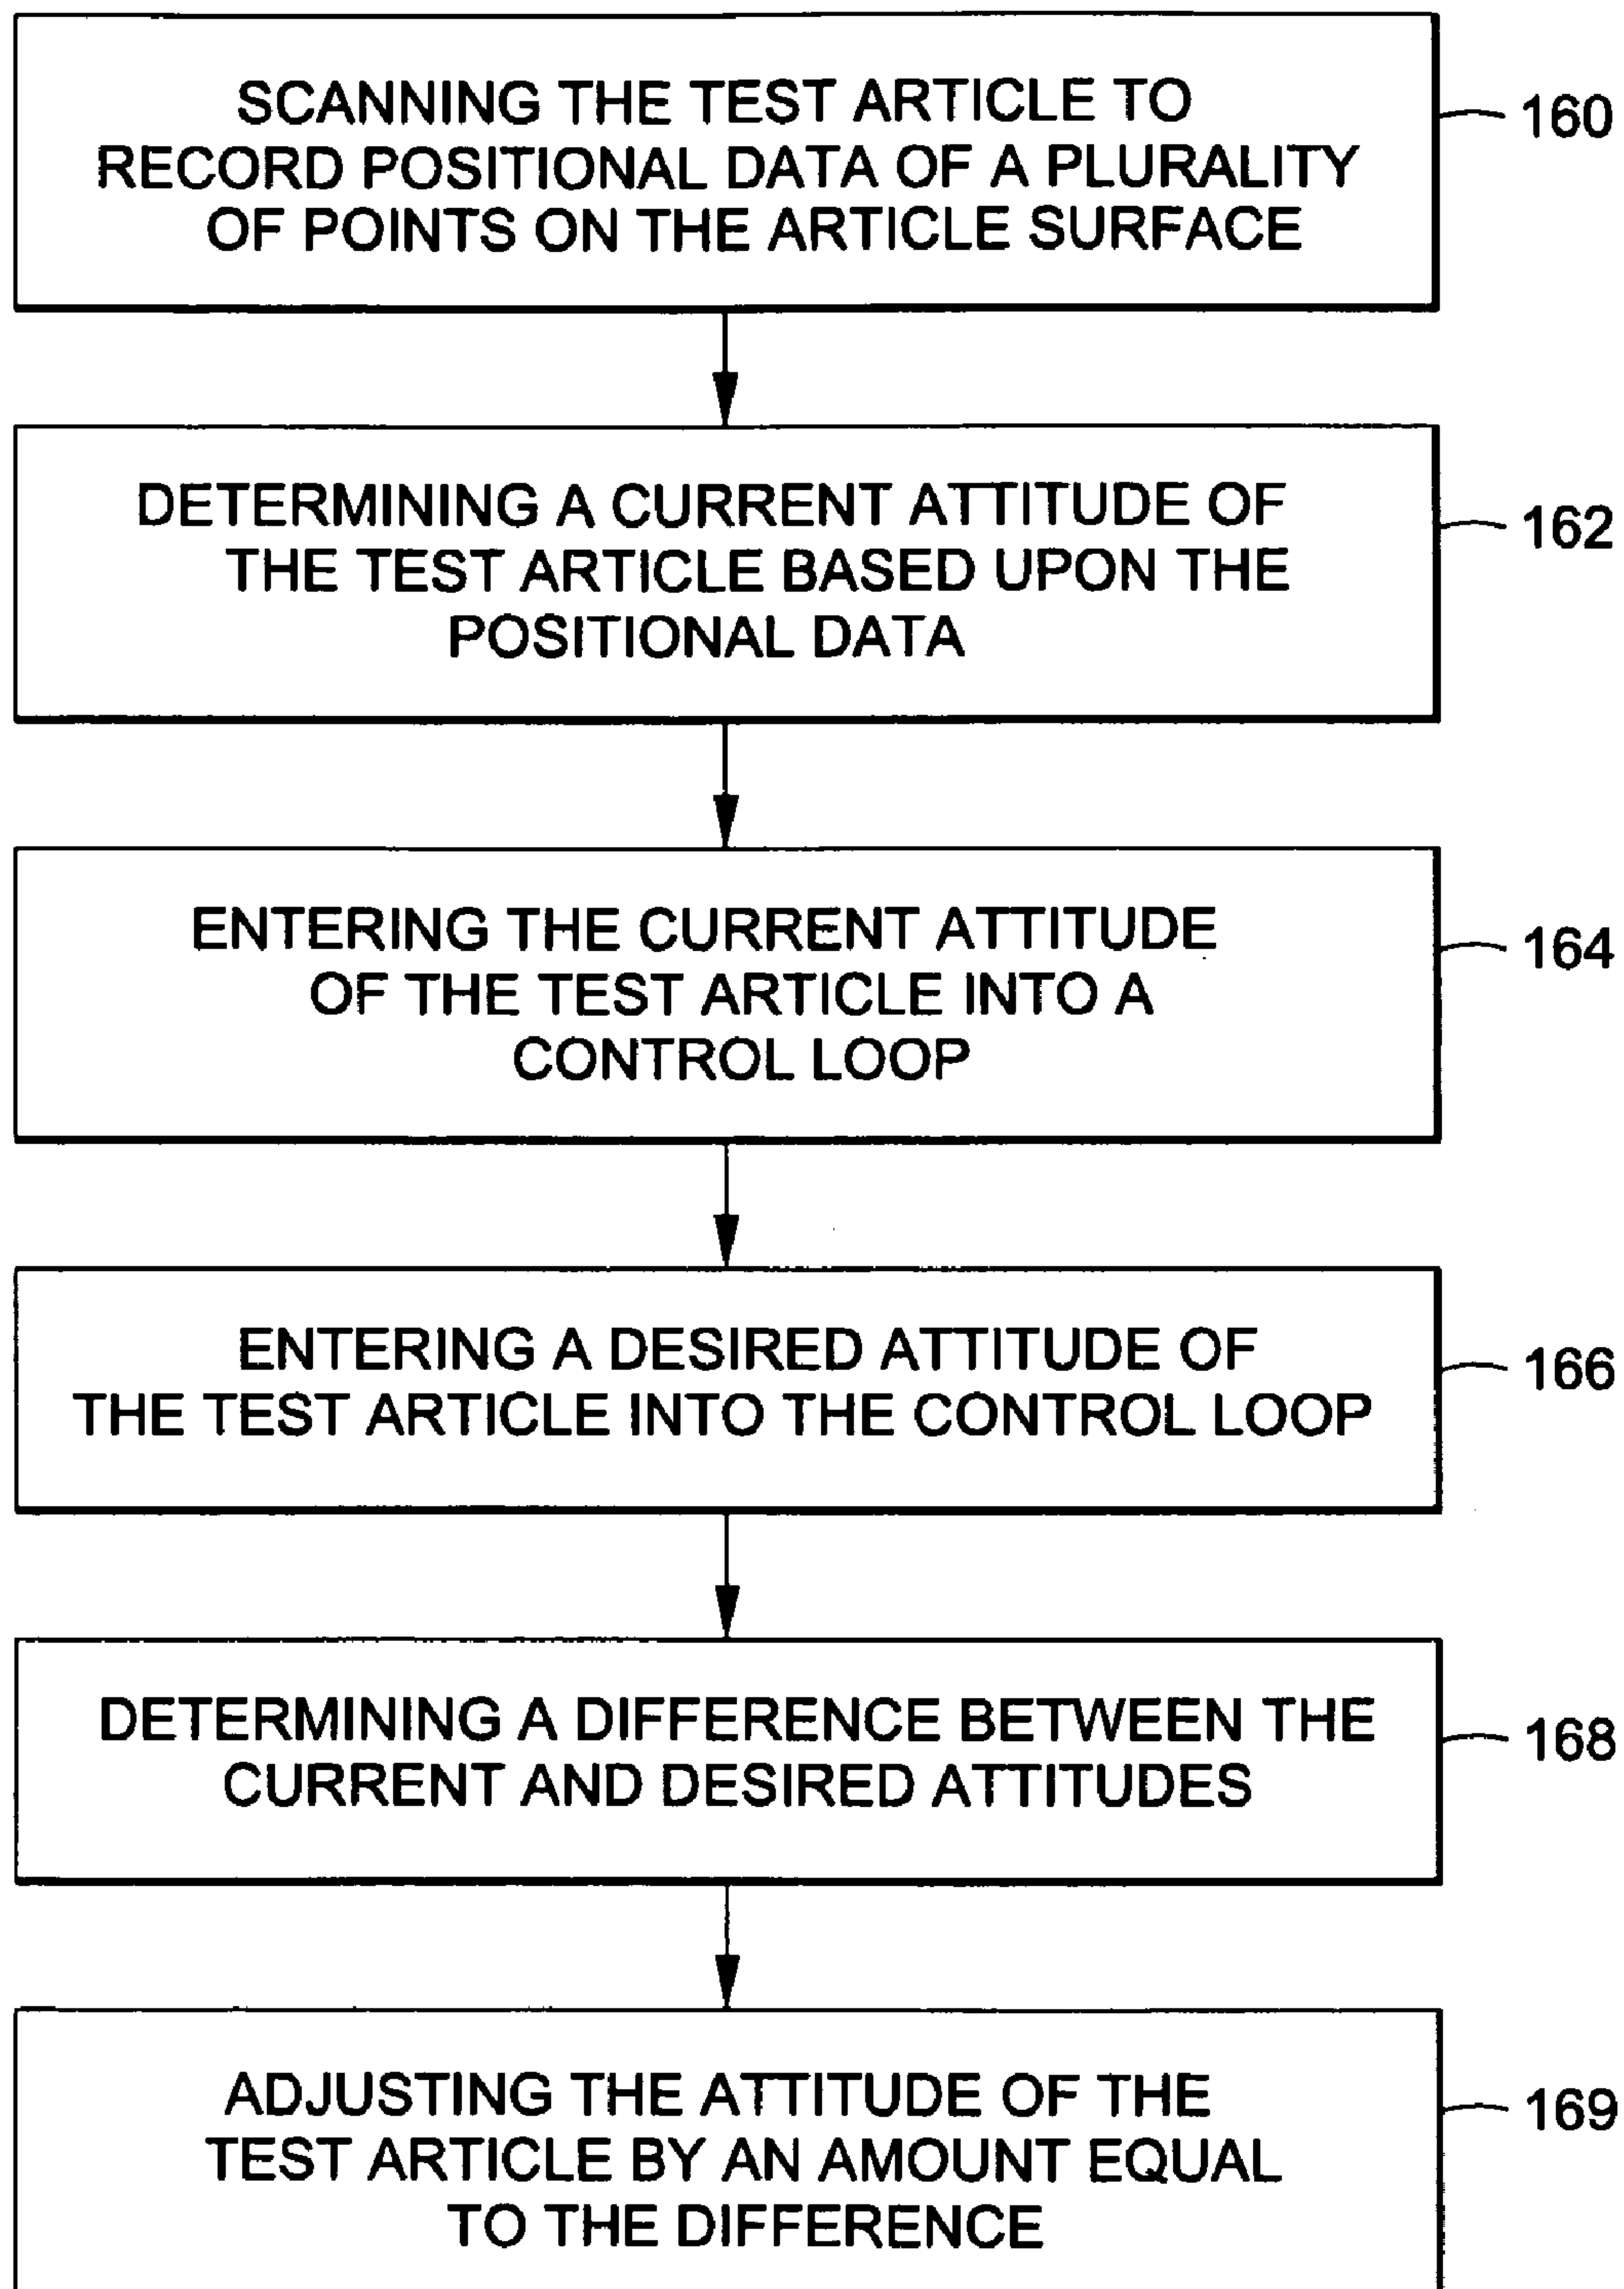 SCANNING THE TEST ARTICLE TO
RECORD POSITIONAL DATA OF A PLURALITY
OF POINTS ON THE ARTICLE SURFACE
160
DETERMINING A CURRENT ATTITUDE OF
THE TEST ARTICLE BASED UPON THE
POSITIONAL DATA
162
ENTERING THE CURRENT ATTITUDE
OF THE TEST ARTICLE INTO A
CONTROL LOOP
164
ENTERING A DESIRED ATTITUDE OF
THE TEST ARTICLE INTO THE CONTROL LOOP
166
DETERMINING A DIFFERENCE BETWEEN THE
CURRENT AND DESIRED ATTITUDES
168
ADJUSTING THE ATTITUDE OF THE
TEST ARTICLE BY AN AMOUNT EQUAL
TO THE DIFFERENCE
169